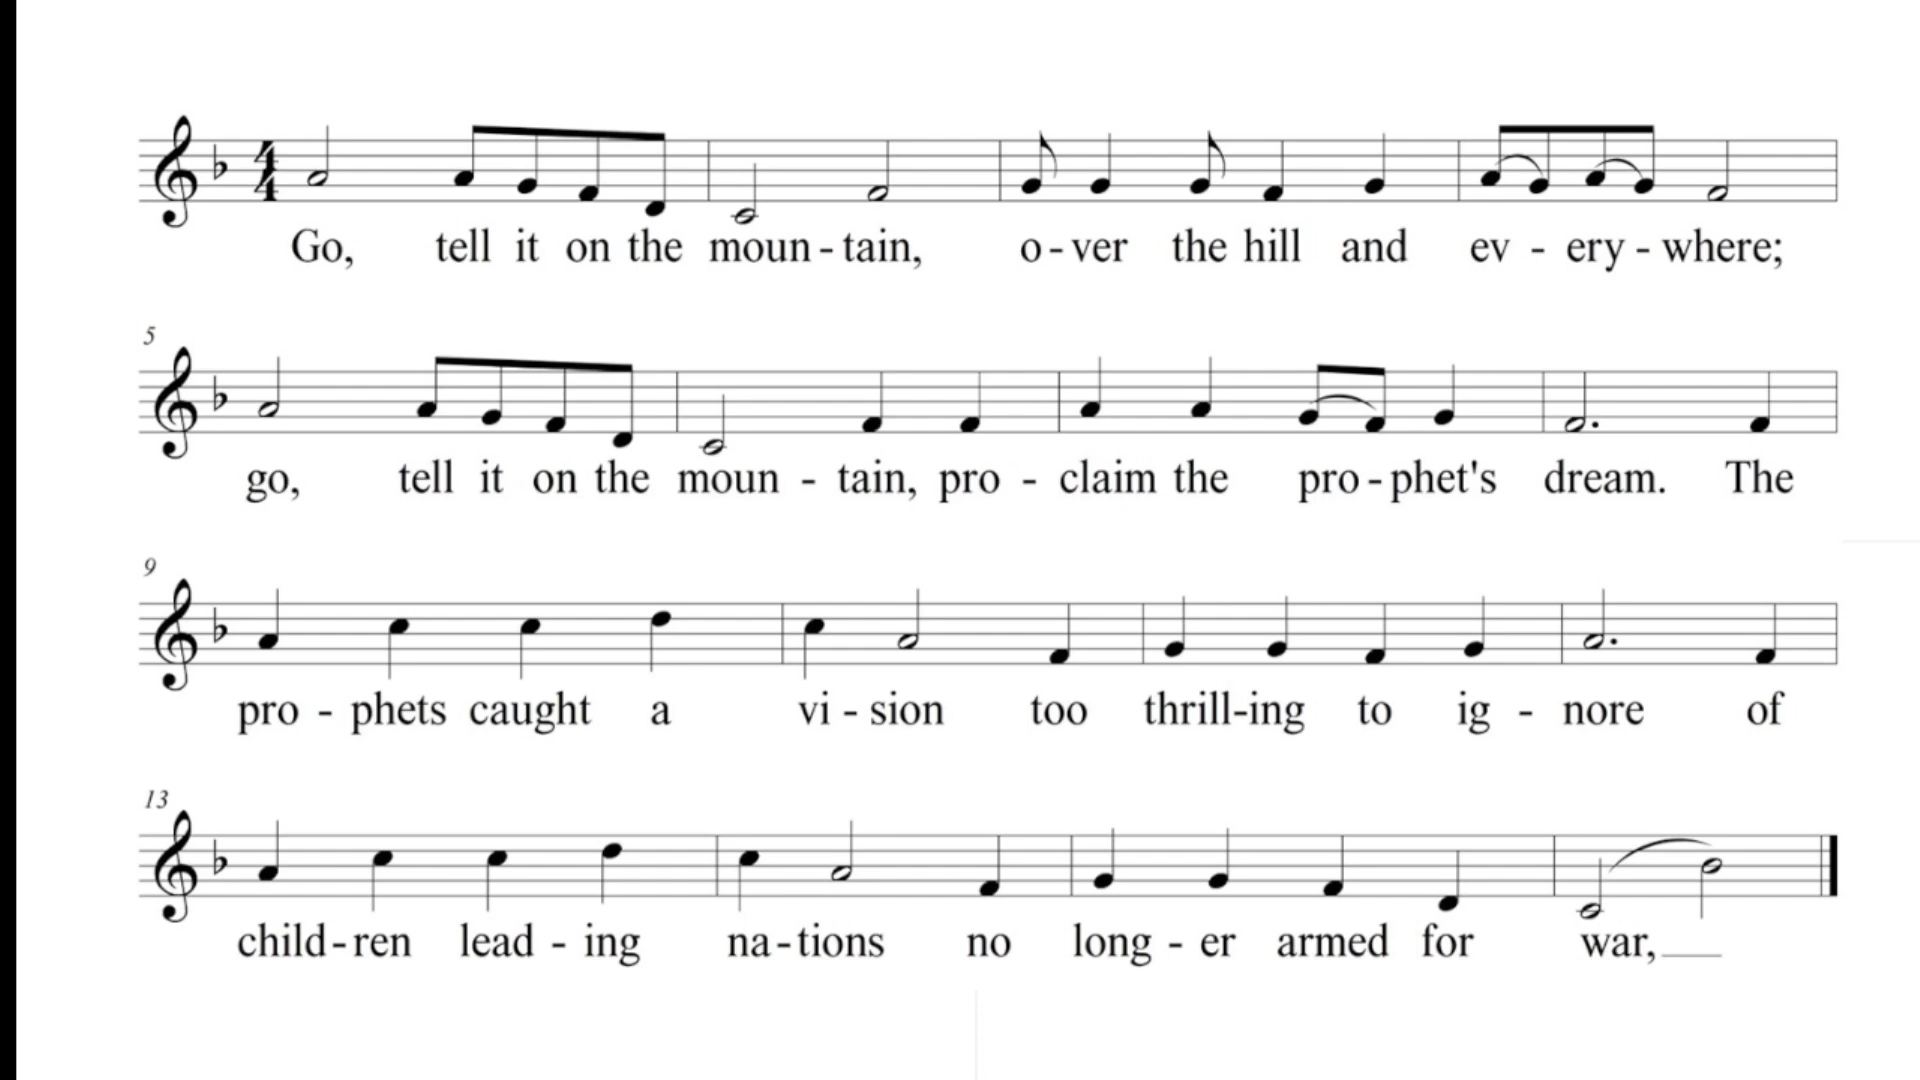 4
4
Go, tell it on the moun - tain, o - ver the hill and ev - ery - where;
5
go, tell it on the moun - tain, pro - claim the pro - phet's dream. The
9
pro - phets caught a vi - sion too thrill-ing to ig - nore of
13
child - ren lead - ing na - tions no long - er armed for war,